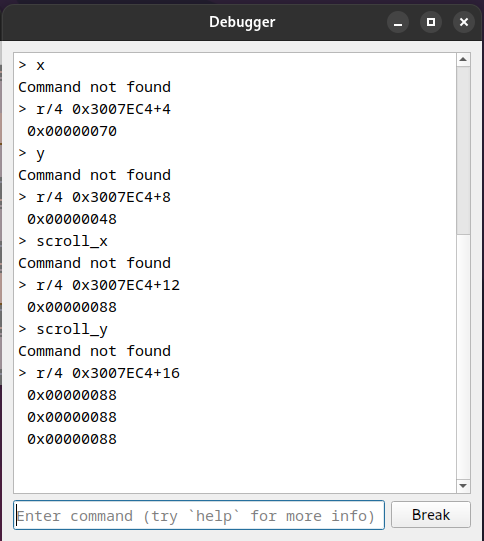 Debugger
> x
Command not found
> r/4 0x3007EC4+4
0x00000070
> y
Command not found
> r/4 0x3007EC4+8
0x00000048
> scroll_x
Command not found
> r/4 0x3007EC4+12
0x00000088
> scroll_y
Command not found
> r/4 0x3007EC4+16
0x00000088
0x00000088
0x00000088
Enter command (try `help` for more info)
Break